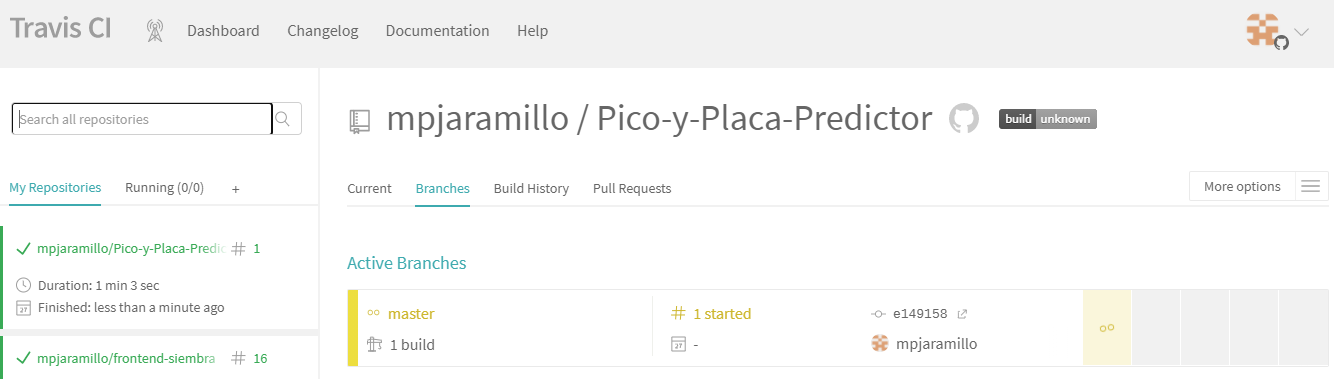 Travis CI
Dashboard
Changelog
Documentation
Help
Search all repositories
mpjaramillo / Pico-y-Placa-Predictor
build unknown
My Repositories
Running (0/0)
+
Current
Branches
Build History
Pull Requests
More options
mpjaramillo/Pico-y-Placa-Predic
# 1
Duration: 1 min 3 sec
27
Finished: less than a minute ago
mpjaramillo/frontend-siembra
# 16
Active Branches
master
# 1 started
e149158
1 build
27
-
mpjaramillo